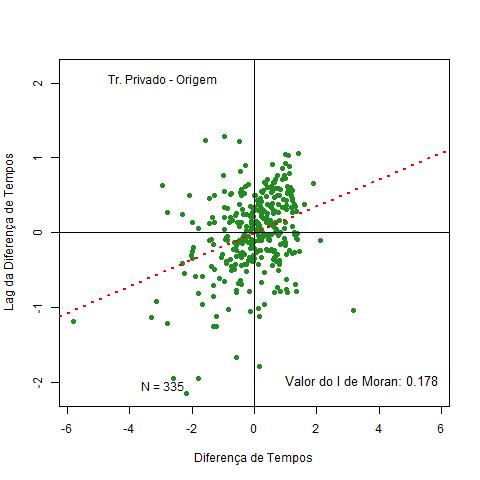 Tr. Privado - Origem
2
1
0
-1
-2
Lag da Diferença de Tempos
N = 335
Valor do I de Moran: 0.178
-6 -4 -2 0 2 4 6
Diferença de Tempos